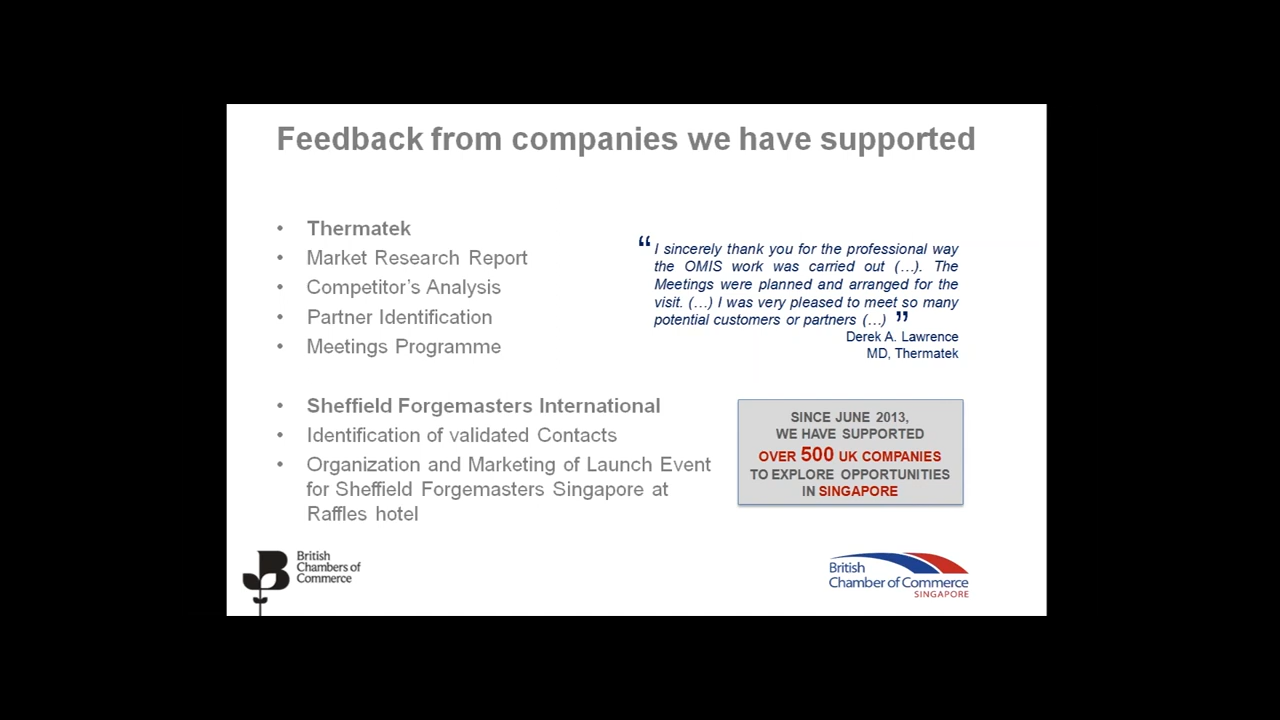 Feedback from companies we have supported
• Thermatek
• Market Research Report
• Competitor's Analysis
• Partner Identification
• Meetings Programme
“ I sincerely thank you for the professional way
the OMIS work was carried out (…). The
Meetings were planned and arranged for the
visit. (…) I was very pleased to meet so many
potential customers or partners (…) ”
Derek A. Lawrence
MD, Thermatek
• Sheffield Forgemasters International
• Identification of validated Contacts
• Organization and Marketing of Launch Event
for Sheffield Forgemasters Singapore at
Raffles hotel
SINCE JUNE 2013,
WE HAVE SUPPORTED
OVER 500 UK COMPANIES
TO EXPLORE OPPORTUNITIES
IN SINGAPORE
British
Chambers of
Commerce
British
Chamber of Commerce
SINGAPORE